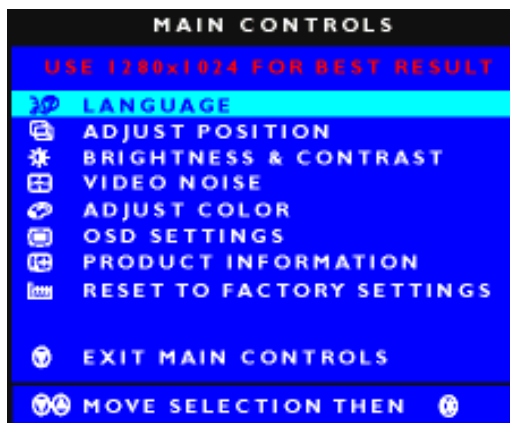 MAIN CONTROLS
USE 1280x1024 FOR BEST RESULT
LANGUAGE
ADJUST POSITION
BRIGHTNESS & CONTRAST
VIDEO NOISE
ADJUST COLOR
OSD SETTINGS
PRODUCT INFORMATION
RESET TO FACTORY SETTINGS
EXIT MAIN CONTROLS
MOVE SELECTION THEN